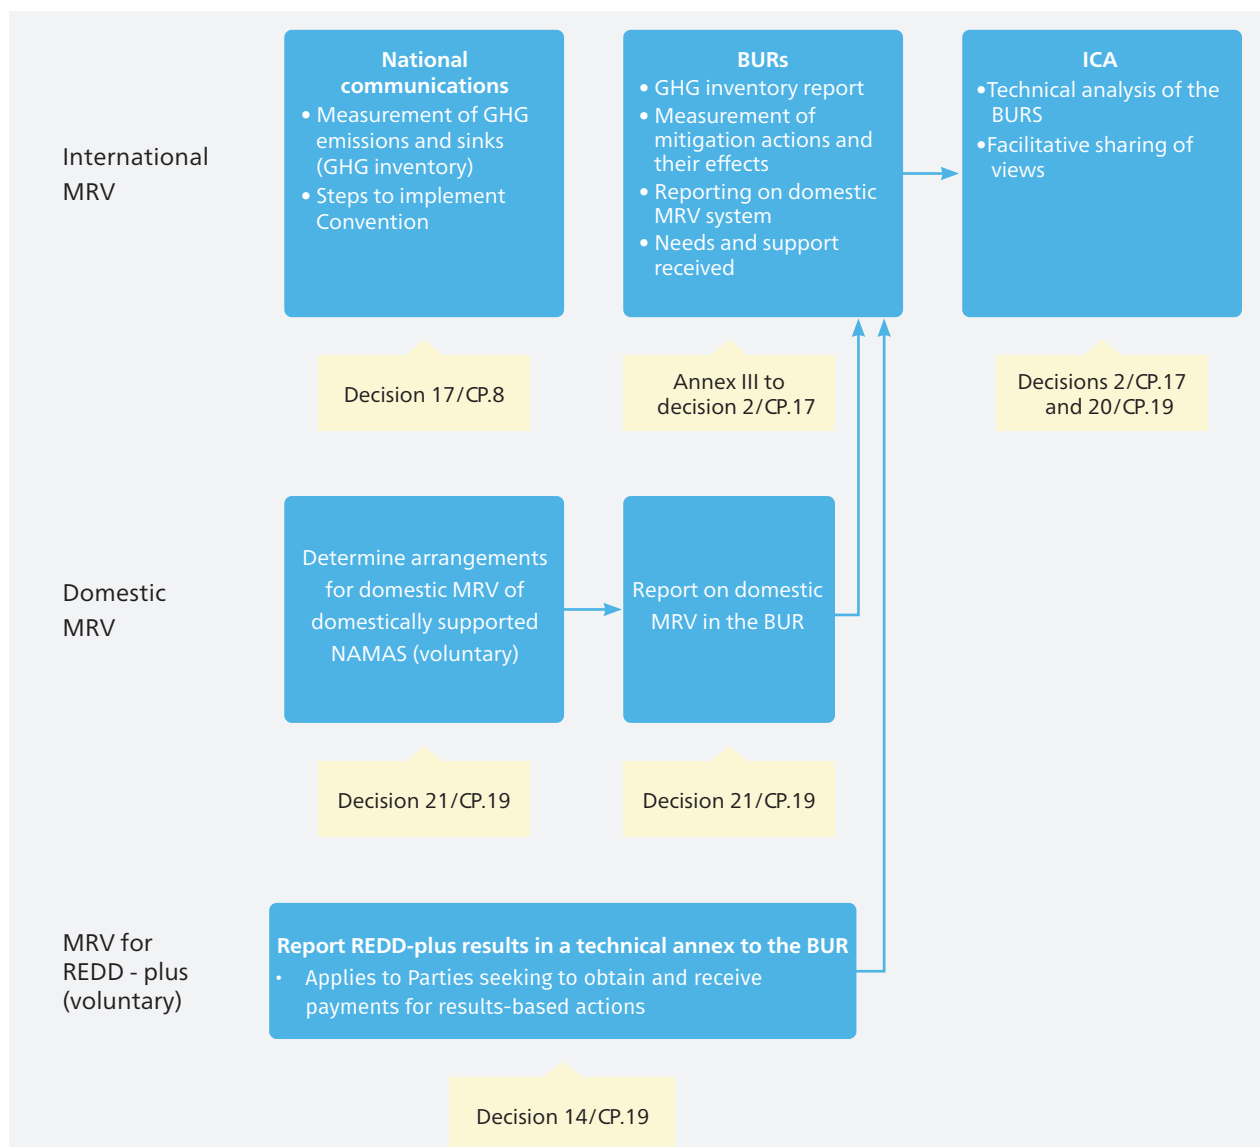 International
MRV
National
communications
• Measurement of GHG
emissions and sinks
(GHG inventory)
• Steps to implement
Convention
BURs
• GHG inventory report
• Measurement of
mitigation actions and
their effects
• Reporting on domestic
MRV system
• Needs and support
received
ICA
•Technical analysis of the
BURS
•Facilitative sharing of
views
Decision 17/CP.8
Annex III to
decision 2/CP.17
Decisions 2/CP.17
and 20/CP.19
Domestic
MRV
Determine arrangements
for domestic MRV of
domestically supported
NAMAS (voluntary)
Report on domestic
MRV in the BUR
Decision 21/CP.19
Decision 21/CP.19
MRV for
REDD - plus
(voluntary)
Report REDD-plus results in a technical annex to the BUR
• Applies to Parties seeking to obtain and receive
payments for results-based actions
Decision 14/CP.19